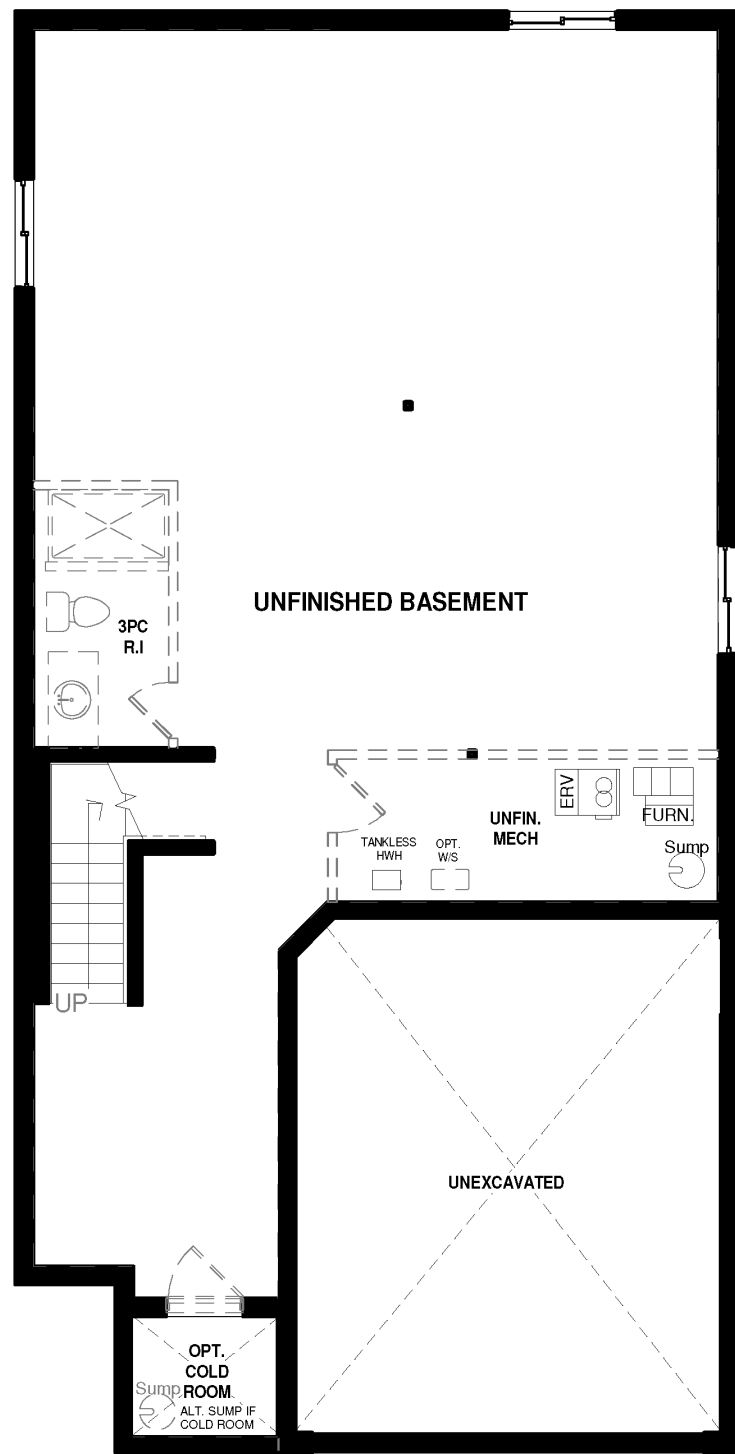 UNFINISHED BASEMENT
3PC
R.I
ERV
FURN.
UNFIN.
MECH
TANKLESS
HWH
OPT.
W/S
Sump
UP
UNEXCAVATED
OPT.
COLD
ROOM
Sump
ALT. SUMP IF
COLD ROOM